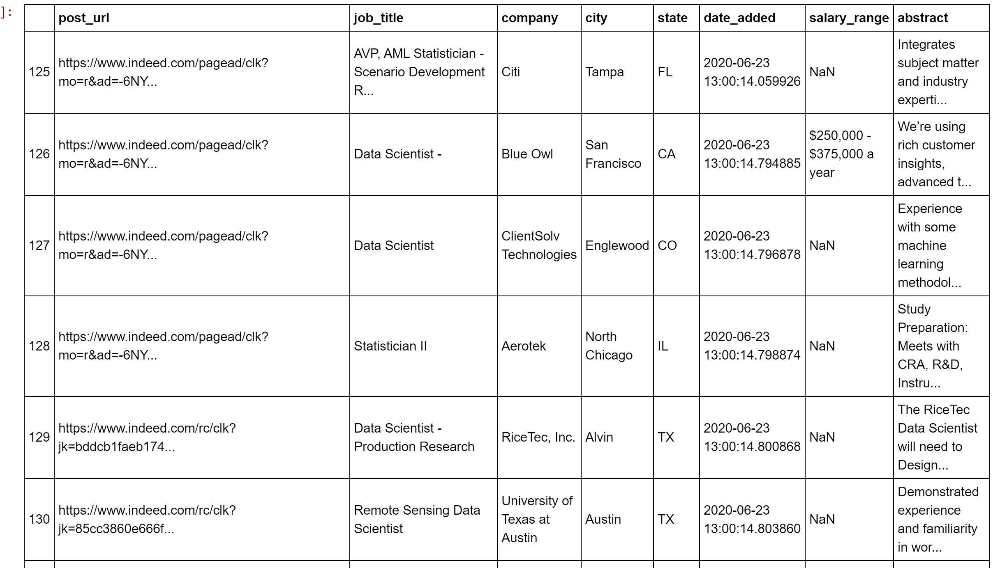 ]:
post_url job_title company city state date_added salary_range abstract
125
https://www.indeed.com/pagead/clk?
mo=r&ad=-6NY...
AVP, AML Statistician -
Scenario Development
R...
Citi
Tampa
FL
2020-06-23
13:00:14.059926
NaN
Integrates
subject matter
and industry
experti...
126
https://www.indeed.com/pagead/clk?
mo=r&ad=-6NY...
Data Scientist -
Blue Owl
San
Francisco
CA
2020-06-23
13:00:14.794885
$250,000 -
$375,000 a
year
We’re using
rich customer
insights,
advanced t...
127
https://www.indeed.com/pagead/clk?
mo=r&ad=-6NY...
Data Scientist
ClientSolv
Technologies
Englewood
CO
2020-06-23
13:00:14.796878
NaN
Experience
with some
machine
learning
methodol...
128
https://www.indeed.com/pagead/clk?
mo=r&ad=-6NY...
Statistician II
Aerotek
North
Chicago
IL
2020-06-23
13:00:14.798874
NaN
Study
Preparation:
Meets with
CRA, R&D,
Instru...
129
https://www.indeed.com/rc/clk?
jk=bddcb1faeb174...
Data Scientist -
Production Research
RiceTec, Inc.
Alvin
TX
2020-06-23
13:00:14.800868
NaN
The RiceTec
Data Scientist
will need to
Design...
130
https://www.indeed.com/rc/clk?
jk=85cc3860e666f...
Remote Sensing Data
Scientist
University of
Texas at
Austin
Austin
TX
2020-06-23
13:00:14.803860
NaN
Demonstrated
experience
and familiarity
in wor...